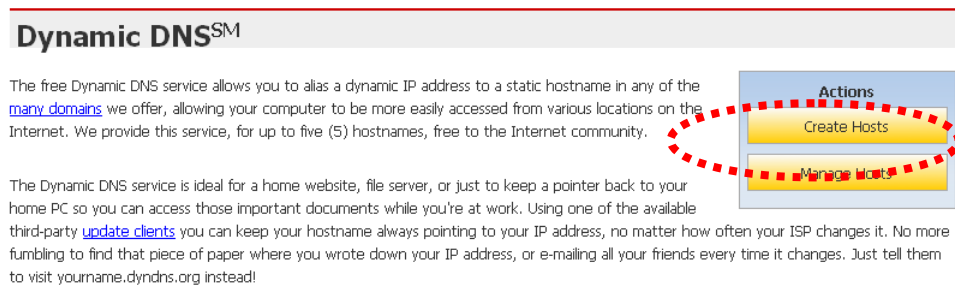 Dynamic DNS℠
The free Dynamic DNS service allows you to alias a dynamic IP address to a static hostname in any of the
many domains we offer, allowing your computer to be more easily accessed from various locations on the
Internet. We provide this service, for up to five (5) hostnames, free to the Internet community.
Actions
Create Hosts
Manage Hosts
The Dynamic DNS service is ideal for a home website, file server, or just to keep a pointer back to your
home PC so you can access those important documents while you're at work. Using one of the available
third-party update clients you can keep your hostname always pointing to your IP address, no matter how often your ISP changes it. No more
fumbling to find that piece of paper where you wrote down your IP address, or e-mailing all your friends every time it changes. Just tell them
to visit yourname.dyndns.org instead!